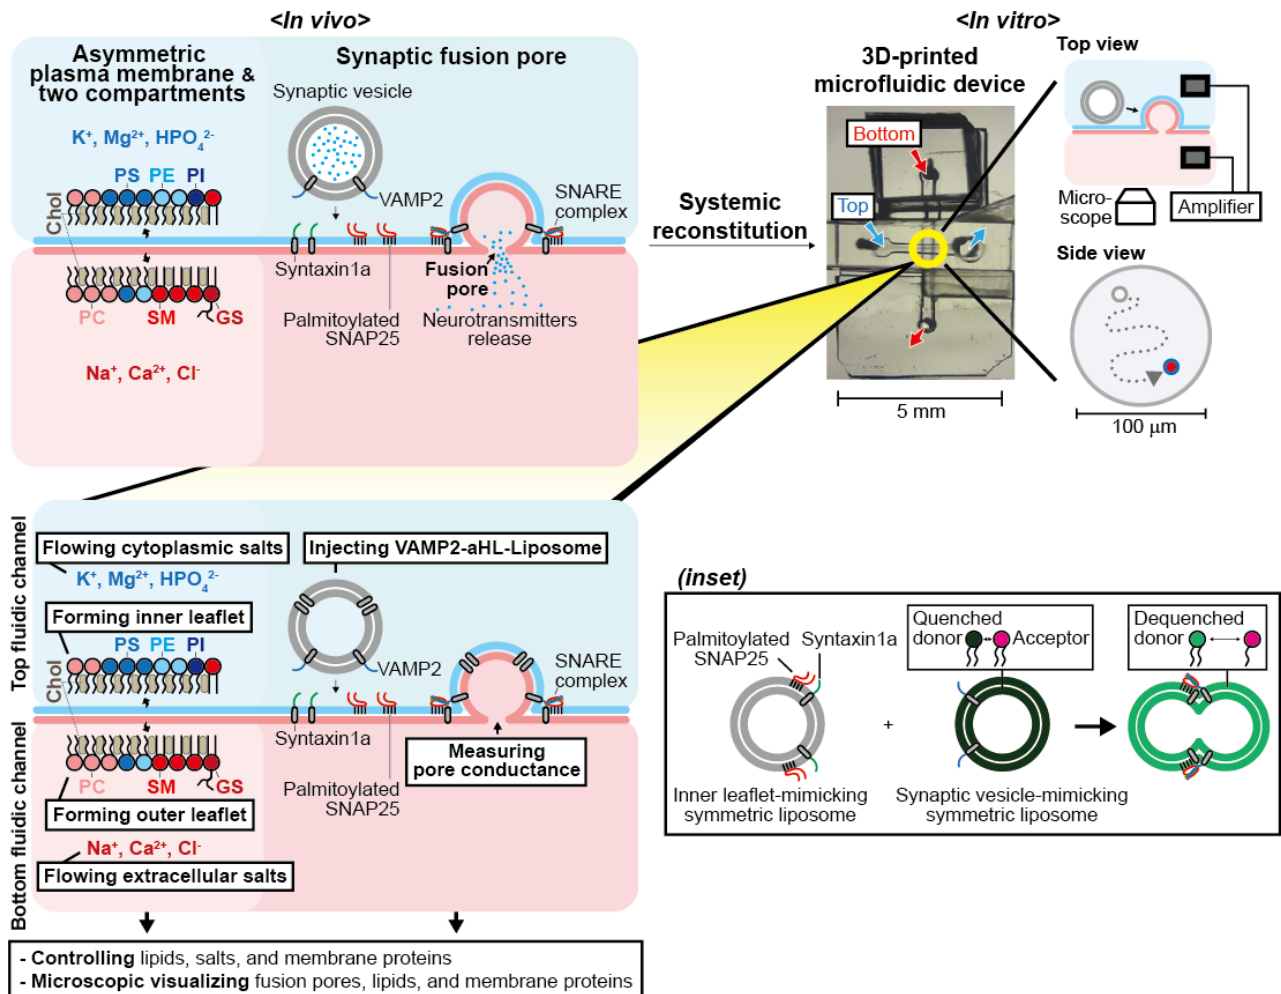 <In vivo>
Asymmetric
plasma membrane &
two compartments
K⁺, Mg²⁺, HPO₄²⁻
PS PE PI
Chol
PC SM GS
Na⁺, Ca²⁺, Cl⁻
Synaptic fusion pore
Synaptic vesicle
VAMP2
SNARE
complex
Syntaxin1a
Fusion
pore
Palmitoylated
SNAP25
Neurotransmitters
release
Systemic
reconstitution
<In vitro>
3D-printed
microfluidic device
Bottom
Top
5 mm
Top view
Micro-
scope
Amplifier
Side view
100 μm
Top fluidic channel
Bottom fluidic channel
Flowing cytoplasmic salts
K⁺, Mg²⁺, HPO₄²⁻
Forming inner leaflet
PS PE PI
Chol
PC SM GS
Forming outer leaflet
Na⁺, Ca²⁺, Cl⁻
Flowing extracellular salts
Injecting VAMP2-aHL-Liposome
VAMP2
SNARE
complex
Syntaxin1a
Palmitoylated
SNAP25
Measuring
pore conductance
- Controlling lipids, salts, and membrane proteins
- Microscopic visualizing fusion pores, lipids, and membrane proteins
(inset)
Palmitoylated
SNAP25
Syntaxin1a
Quenched
donor
Acceptor
Dequenched
donor
+
Inner leaflet-mimicking
symmetric liposome
Synaptic vesicle-mimicking
symmetric liposome